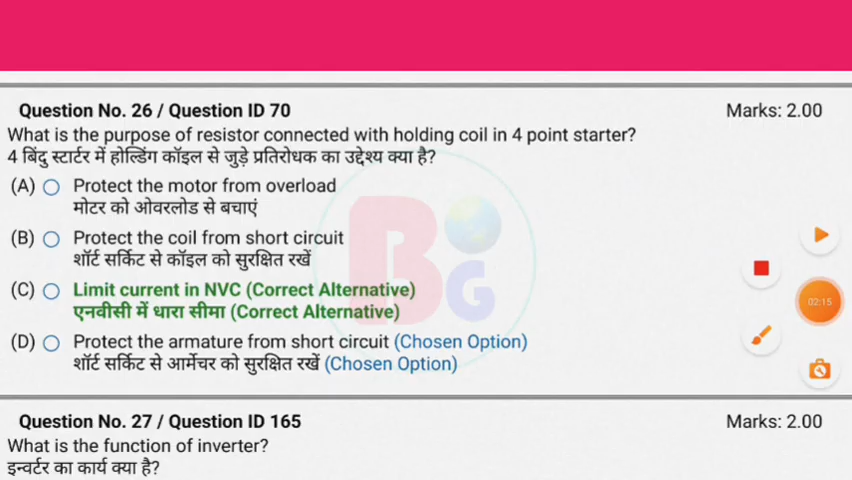 Question No. 26 / Question ID 70
Marks: 2.00
What is the purpose of resistor connected with holding coil in 4 point starter?
4 बिंदु स्टार्टर में होल्डिंग कॉइल से जुड़े प्रतिरोधक का उद्देश्य क्या है?
(A) Protect the motor from overload
मोटर को ओवरलोड से बचाएं
(B) Protect the coil from short circuit
शॉर्ट सर्किट से कॉइल को सुरक्षित रखें
(C) Limit current in NVC (Correct Alternative)
एनवीसी में धारा सीमा (Correct Alternative)
(D) Protect the armature from short circuit (Chosen Option)
शॉर्ट सर्किट से आर्मेचर को सुरक्षित रखें (Chosen Option)
B
G
02:15
Question No. 27 / Question ID 165
Marks: 2.00
What is the function of inverter?
इन्वर्टर का कार्य क्या है?